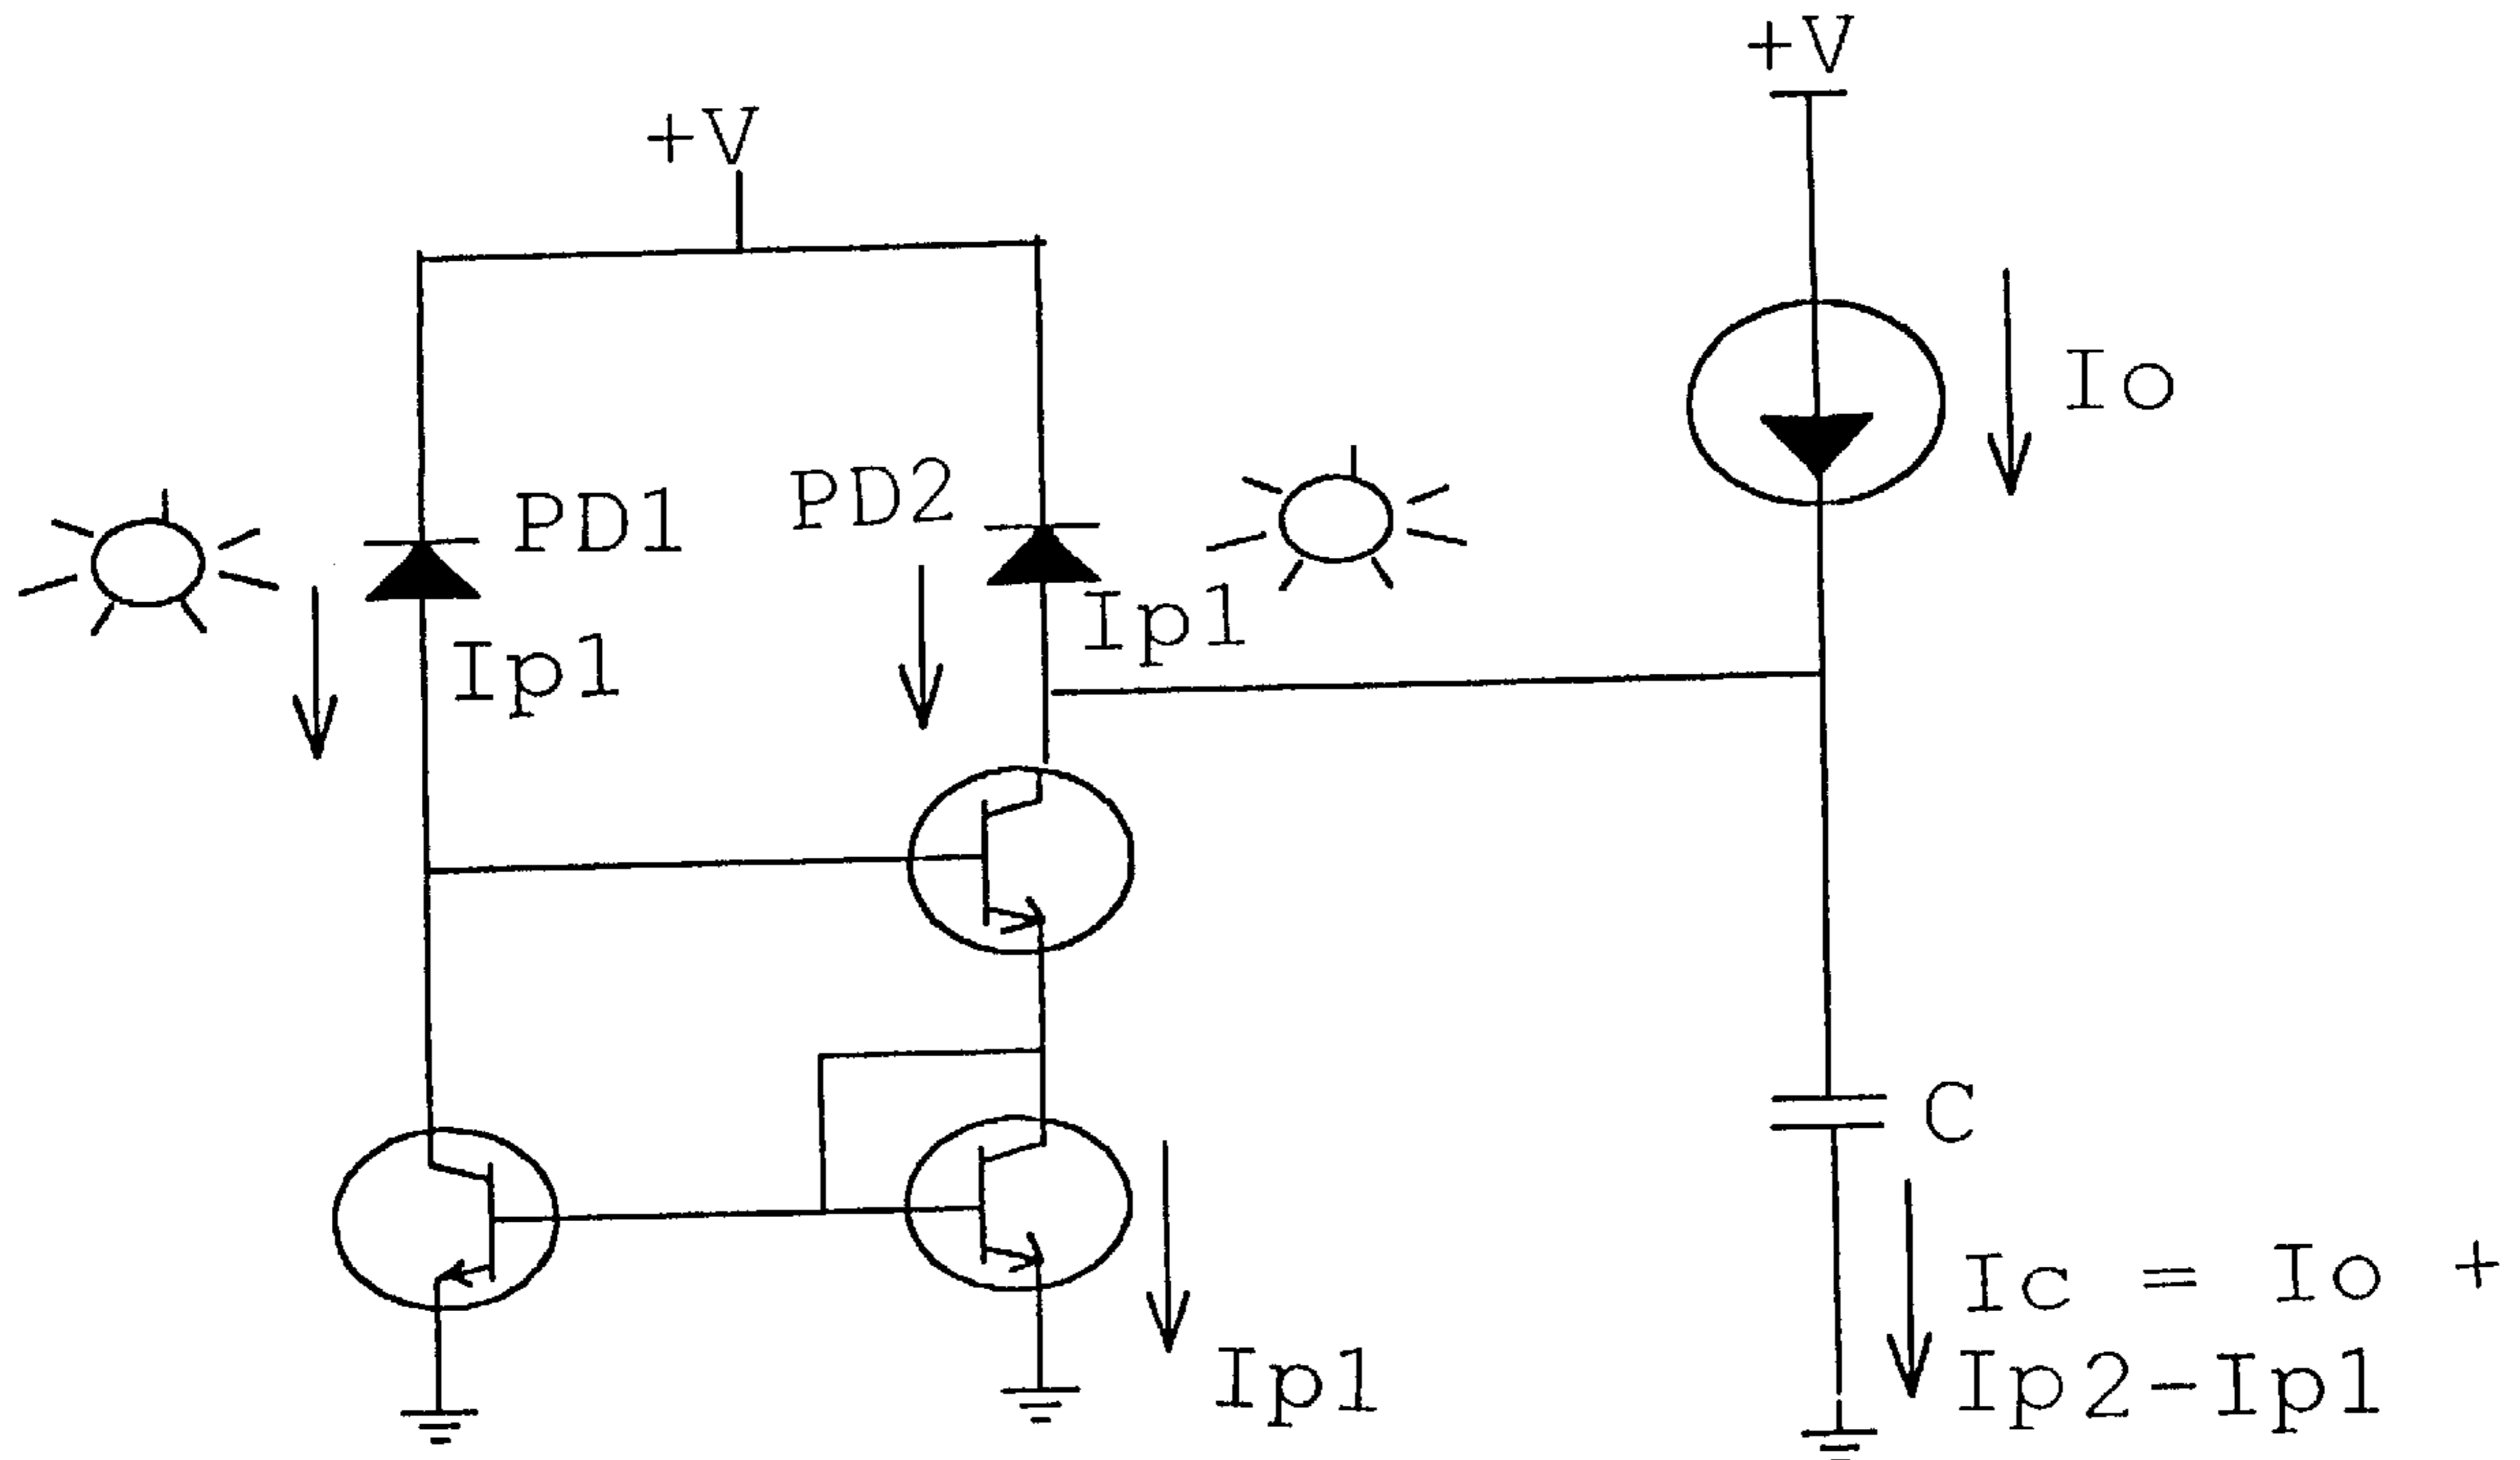 +V
+V
Io
PD1
PD2
Ip1
Ip1
C
Ic = Io +
Ip2-Ip1
Ip1